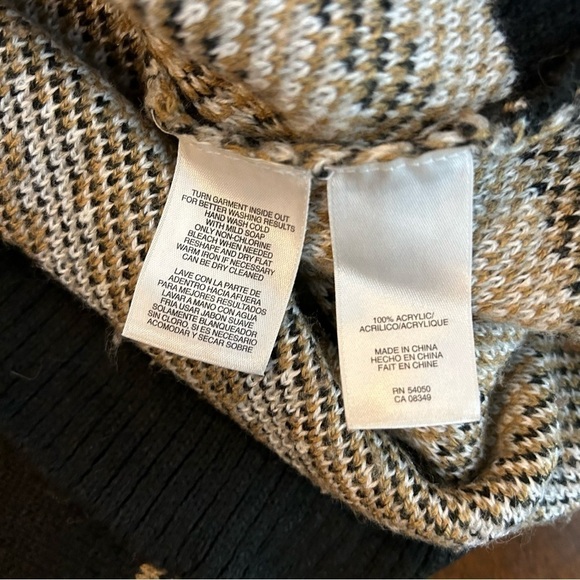 TURN GARMENT INSIDE OUT
FOR BETTER WASHING RESULTS
HAND WASH COLD
WITH MILD SOAP
ONLY NON-CHLORINE
BLEACH WHEN NEEDED
RESHAPE AND DRY FLAT
WARM IRON IF NECESSARY
CAN BE DRY CLEANED
LAVE CON LA PARTE DE
ADENTRO HACIA AFUERA
PARA MEJORES RESULTADOS
LAVAR A MANO CON AGUA
FRIA USAR JABON SUAVE
SOLAMENTE BLANQUEADOR
SIN CLORO, SI ES NECESARIO
ACOMODAR Y SECAR SOBRE
100% ACRYLIC/
ACRILICO/ACRYLIQUE
MADE IN CHINA
HECHO EN CHINA
FAIT EN CHINE
RN 54050
CA 08349